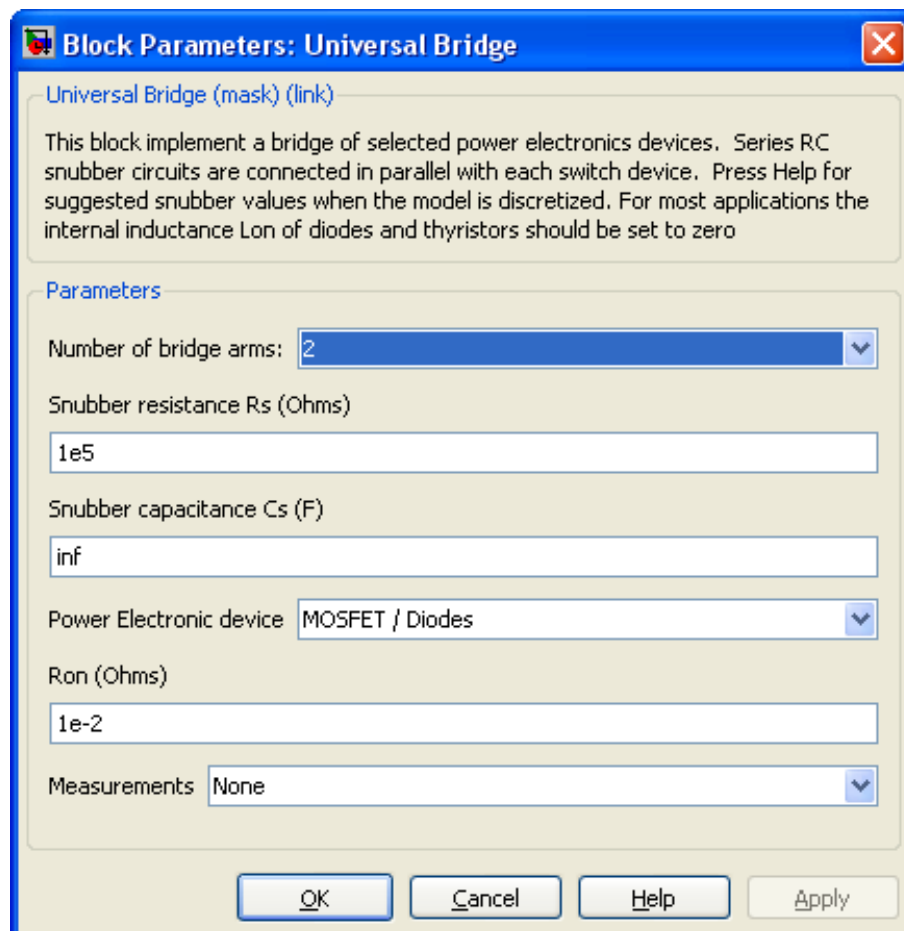 Block Parameters: Universal Bridge
Universal Bridge (mask) (link)
This block implement a bridge of selected power electronics devices.  Series RC
snubber circuits are connected in parallel with each switch device.  Press Help for
suggested snubber values when the model is discretized. For most applications the
internal inductance Lon of diodes and thyristors should be set to zero
Parameters
Number of bridge arms: 2
Snubber resistance Rs (Ohms)
1e5
Snubber capacitance Cs (F)
inf
Power Electronic device MOSFET / Diodes
Ron (Ohms)
1e-2
Measurements None
OK Cancel Help Apply